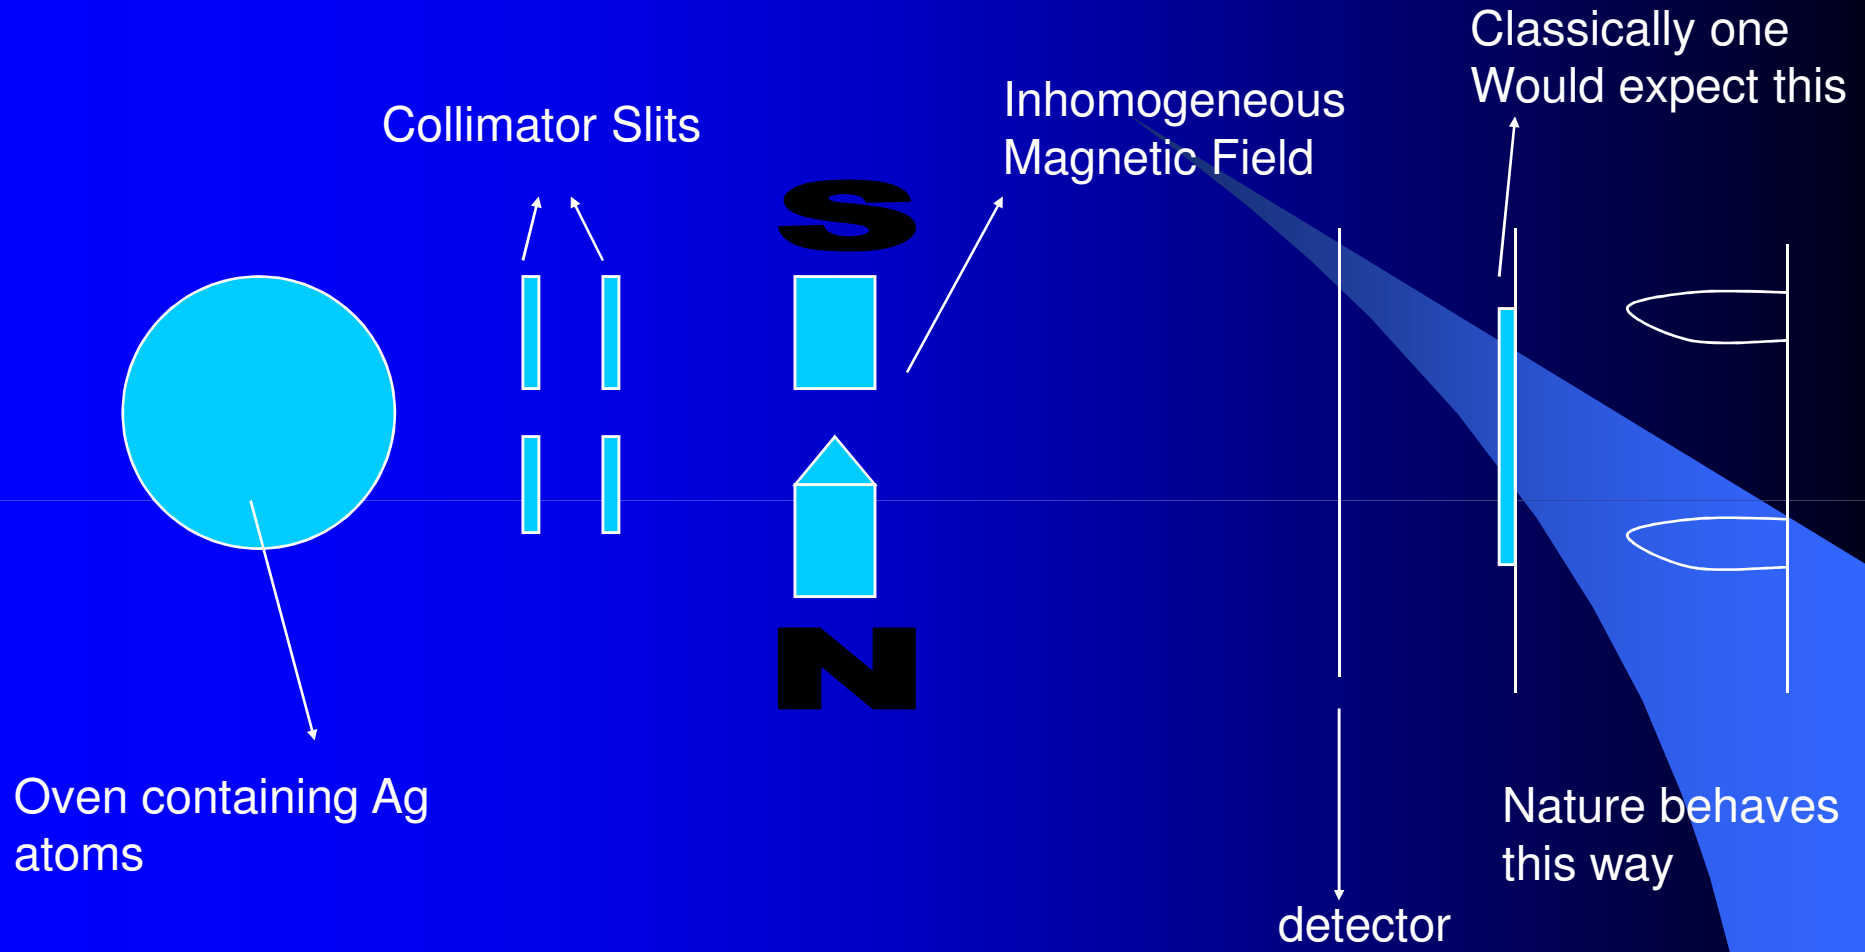 Classically one
Would expect this
Inhomogeneous
Magnetic Field
Collimator Slits
S
N
Oven containing Ag
atoms
Nature behaves
this way
detector